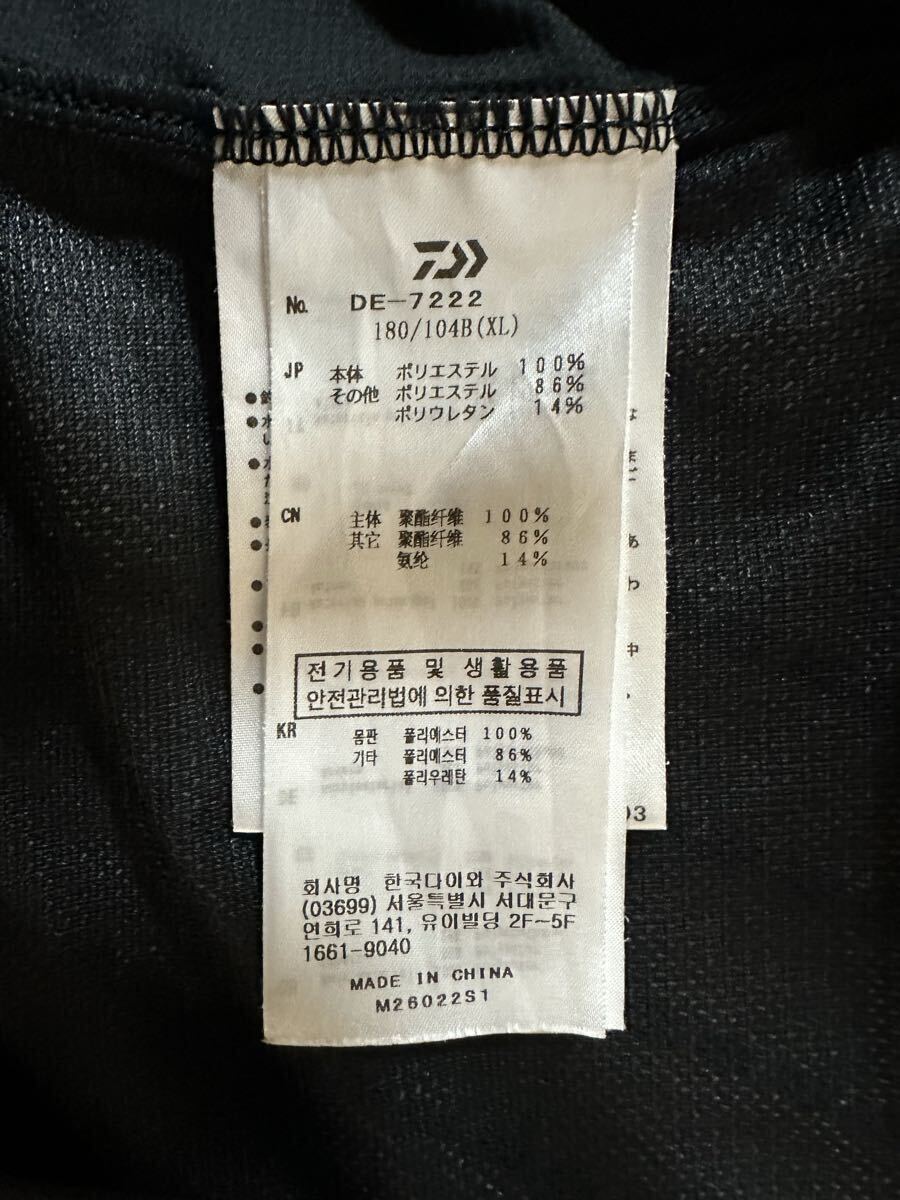 No. DE-7222
180/104B(XL)
JP 本体 ポリエステル 100%
その他 ポリエステル 86%
ポリウレタン 14%
CN 主体 聚酯纤维 100%
其它 聚酯纤维 86%
氨纶 14%
전기용품 및 생활용품
안전관리법에 의한 품질표시
KR 몸판 폴리에스터 100%
기타 폴리에스터 86%
폴리우레탄 14%
회사명 한국다이와 주식회사
(03699) 서울특별시 서대문구
연희로 141, 유이빌딩 2F~5F
1661-9040
MADE IN CHINA
M26022S1